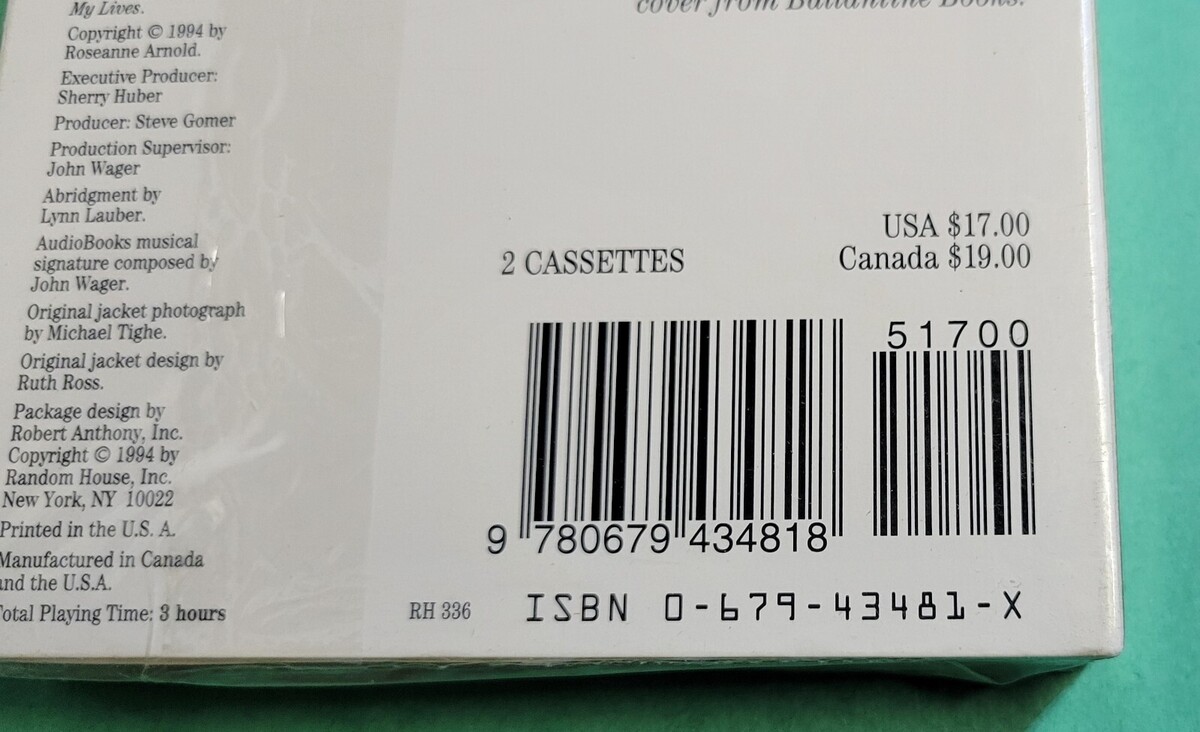 My Lives.
Copyright © 1994 by
Roseanne Arnold.
Executive Producer:
Sherry Huber
Producer: Steve Gomer
Production Supervisor:
John Wager
Abridgment by
Lynn Lauber.
AudioBooks musical
signature composed by
John Wager.
Original jacket photograph
by Michael Tighe.
Original jacket design by
Ruth Ross.
Package design by
Robert Anthony, Inc.
Copyright © 1994 by
Random House, Inc.
New York, NY 10022
Printed in the U.S. A.
Manufactured in Canada
and the U.S.A.
Total Playing Time: 3 hours
cover from Ballantine Books.
2 CASSETTES
USA $17.00
Canada $19.00
51700
9 780679 434818
RH 336
ISBN 0-679-43481-X